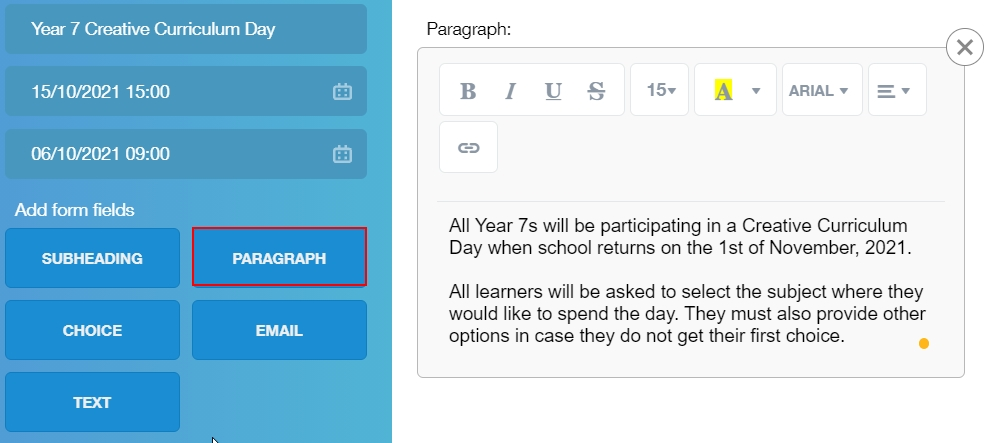 Year 7 Creative Curriculum Day
15/10/2021 15:00
06/10/2021 09:00
Add form fields
SUBHEADING
PARAGRAPH
CHOICE
EMAIL
TEXT
Paragraph:
B I U S 15 A ARIAL
All Year 7s will be participating in a Creative Curriculum
Day when school returns on the 1st of November, 2021.
All learners will be asked to select the subject where they
would like to spend the day. They must also provide other
options in case they do not get their first choice.